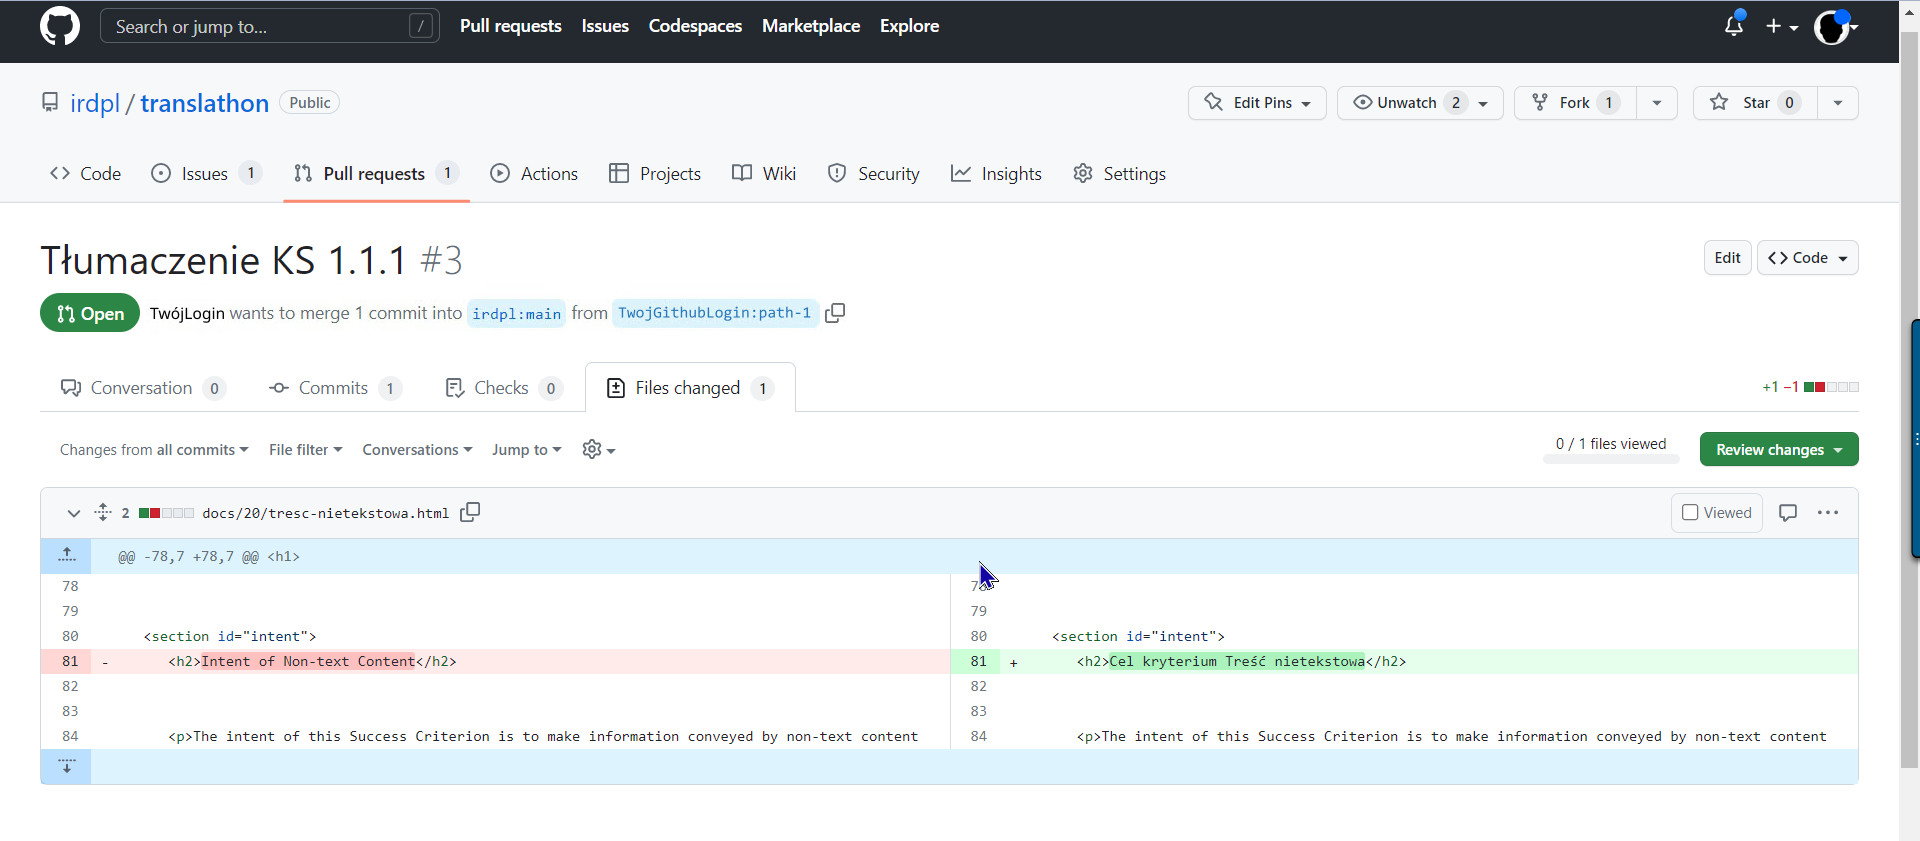 Search or jump to... / Pull requests Issues Codespaces Marketplace Explore
irdpl / translathon Public Edit Pins Unwatch 2 Fork 1 Star 0
Code Issues 1 Pull requests 1 Actions Projects Wiki Security Insights Settings
Tłumaczenie KS 1.1.1 #3 Edit Code
Open TwójLogin wants to merge 1 commit into irdpl:main from TwojGithubLogin:path-1
Conversation 0 Commits 1 Checks 0 Files changed 1 +1 −1
Changes from all commits File filter Conversations Jump to 0 / 1 files viewed Review changes
2 docs/20/tresc-nietekstowa.html Viewed
@@ -78,7 +78,7 @@ <h1>
78 78
79 79
80 <section id="intent"> 80 <section id="intent">
81 - <h2>Intent of Non-text Content</h2> 81 + <h2>Cel kryterium Treść nietekstowa</h2>
82 82
83 83
84 <p>The intent of this Success Criterion is to make information conveyed by non-text content 84 <p>The intent of this Success Criterion is to make information conveyed by non-text content